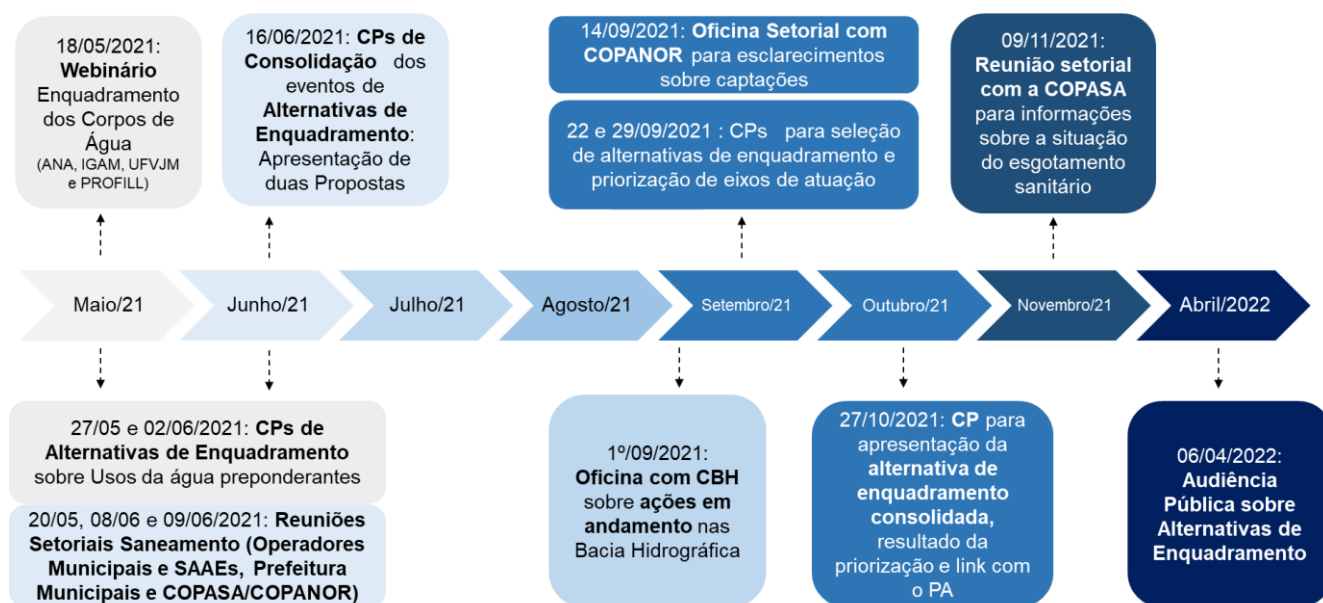 18/05/2021:
Webinário
Enquadramento
dos Corpos de
Água
(ANA, IGAM, UFVJM
e PROFILL)
16/06/2021: CPs de
Consolidação dos
eventos de
Alternativas de
Enquadramento:
Apresentação de
duas Propostas
14/09/2021: Oficina Setorial com
COPANOR para esclarecimentos
sobre captações
22 e 29/09/2021 : CPs para seleção
de alternativas de enquadramento e
priorização de eixos de atuação
09/11/2021:
Reunião setorial
com a COPASA
para informações
sobre a situação
do esgotamento
sanitário
Maio/21
Junho/21
Julho/21
Agosto/21
Setembro/21
Outubro/21
Novembro/21
Abril/2022
27/05 e 02/06/2021: CPs de
Alternativas de Enquadramento
sobre Usos da água preponderantes
20/05, 08/06 e 09/06/2021: Reuniões
Setoriais Saneamento (Operadores
Municipais e SAAEs, Prefeitura
Municipais e COPASA/COPANOR)
1º/09/2021:
Oficina com CBH
sobre ações em
andamento nas
Bacia Hidrográfica
27/10/2021: CP para
apresentação da
alternativa de
enquadramento
consolidada,
resultado da
priorização e link com
o PA
06/04/2022:
Audiência
Pública sobre
Alternativas de
Enquadramento